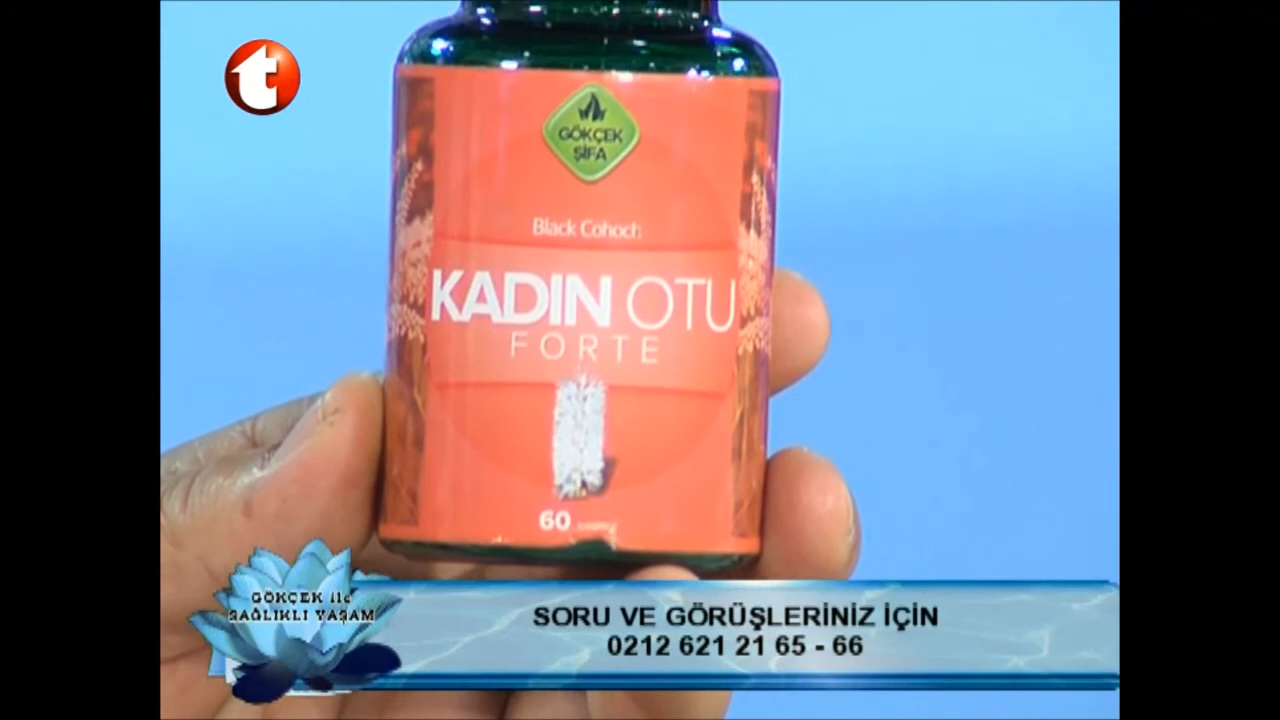 t
GÖKÇEK
ŞİFA
Black Cohoch
KADIN OTU
FORTE
60
GÖKÇEK ile
SAĞLIKLI YAŞAM
SORU VE GÖRÜŞLERİNİZ İÇİN
0212 621 21 65 - 66